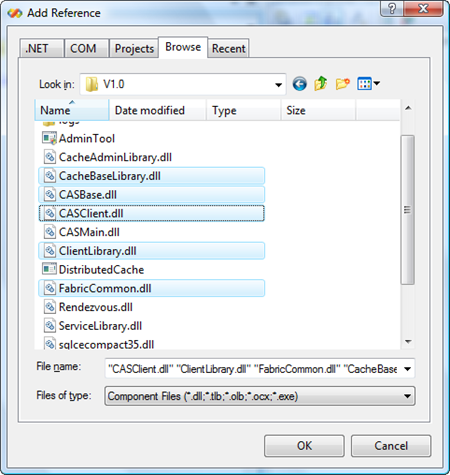 Add Reference
.NET COM Projects Browse Recent
Look in: V1.0
Name Date modified Type Size
logs
AdminTool
CacheAdminLibrary.dll
CacheBaseLibrary.dll
CASBase.dll
CASClient.dll
CASMain.dll
ClientLibrary.dll
DistributedCache
FabricCommon.dll
Rendezvous.dll
ServiceLibrary.dll
sqlcecompact35.dll
File name: "CASClient.dll" "ClientLibrary.dll" "FabricCommon.dll" "CacheBase
Files of type: Component Files (*.dll;*.tlb;*.olb;*.ocx;*.exe)
OK Cancel